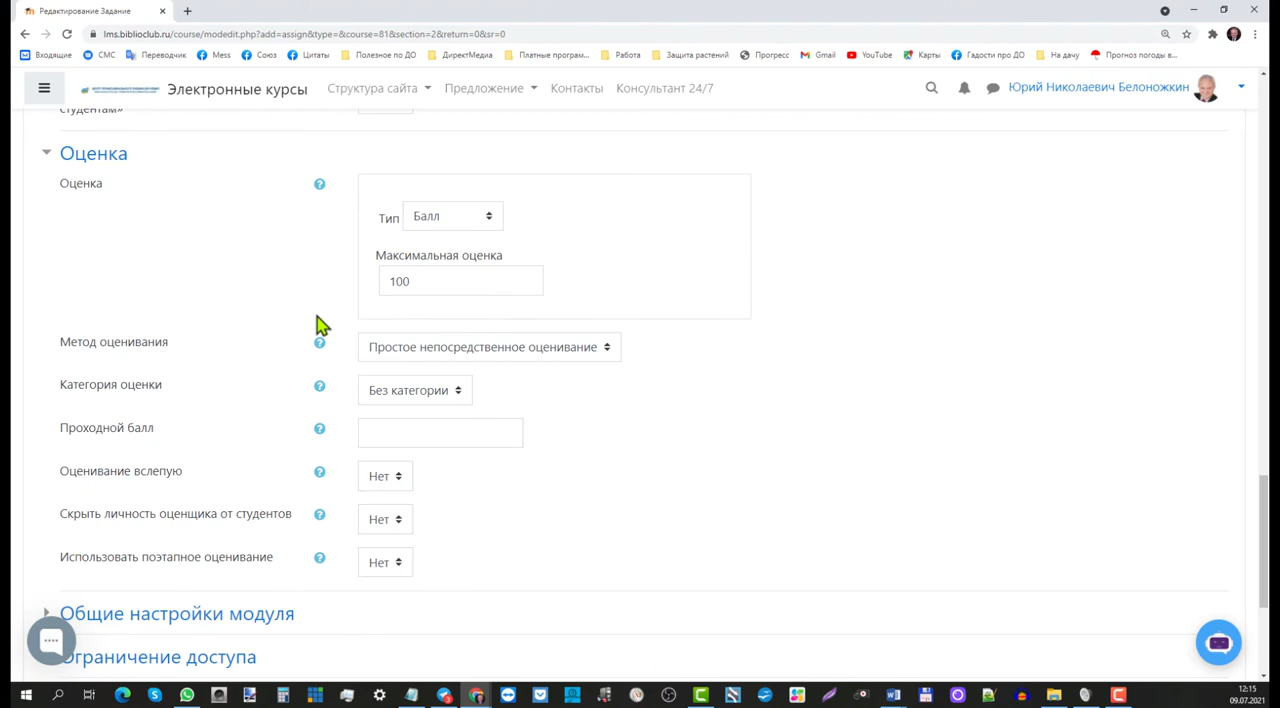 Редактирование Задание
lms.biblioclub.ru/course/modedit.php?add=assign&type=&course=81&section=2&return=0&sr=0
Входящие СМС Переводчик Mess Союз Цитаты Полезное по ДО ДиректМедиа Платные програм... Работа Защита растений Прогресс Gmail YouTube Карты Гадости про ДО На дачу Прогноз погоды в...
Электронные курсы Структура сайта Предложение Контакты Консультант 24/7 Юрий Николаевич Белоножкин
студентам»
Оценка
Оценка
Тип Балл
Максимальная оценка
100
Метод оценивания Простое непосредственное оценивание
Категория оценки Без категории
Проходной балл
Оценивание вслепую Нет
Скрыть личность оценщика от студентов Нет
Использовать поэтапное оценивание Нет
Общие настройки модуля
Ограничение доступа
12:15
09.07.2021